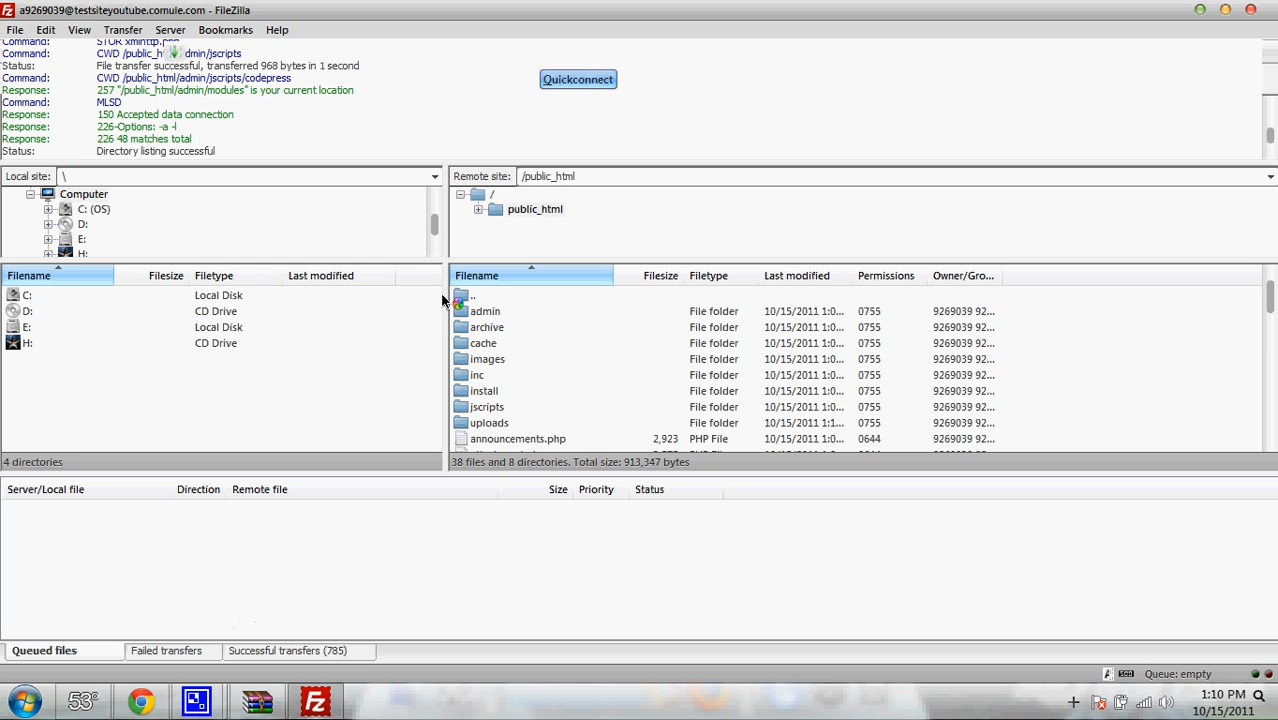 a9269039@testsiteyoutube.comule.com - FileZilla
File Edit View Transfer Server Bookmarks Help
Command: STOR xmlhttp.
Command: CWD /public_ dmin/jscripts
Status: File transfer successful, transferred 968 bytes in 1 second
Command: CWD /public_html/admin/jscripts/codepress
Response: 257 "/public_html/admin/modules" is your current location
Command: MLSD
Response: 150 Accepted data connection
Response: 226-Options: -a -l
Response: 226 48 matches total
Status: Directory listing successful
Quickconnect
Local site: \
Computer
C: (OS)
D:
E:
H:
Filename Filesize Filetype Last modified
C: Local Disk
D: CD Drive
E: Local Disk
H: CD Drive
4 directories
Remote site: /public_html
/
public_html
Filename Filesize Filetype Last modified Permissions Owner/Gro...
..
admin File folder 10/15/2011 1:0... 0755 9269039 92...
archive File folder 10/15/2011 1:0... 0755 9269039 92...
cache File folder 10/15/2011 1:0... 0755 9269039 92...
images File folder 10/15/2011 1:0... 0755 9269039 92...
inc File folder 10/15/2011 1:0... 0755 9269039 92...
install File folder 10/15/2011 1:0... 0755 9269039 92...
jscripts File folder 10/15/2011 1:0... 0755 9269039 92...
uploads File folder 10/15/2011 1:1... 0755 9269039 92...
announcements.php 2,923 PHP File 10/15/2011 1:0... 0644 9269039 92...
38 files and 8 directories. Total size: 913,347 bytes
Server/Local file Direction Remote file Size Priority Status
Queued files Failed transfers Successful transfers (785)
Queue: empty
53°
1:10 PM
10/15/2011